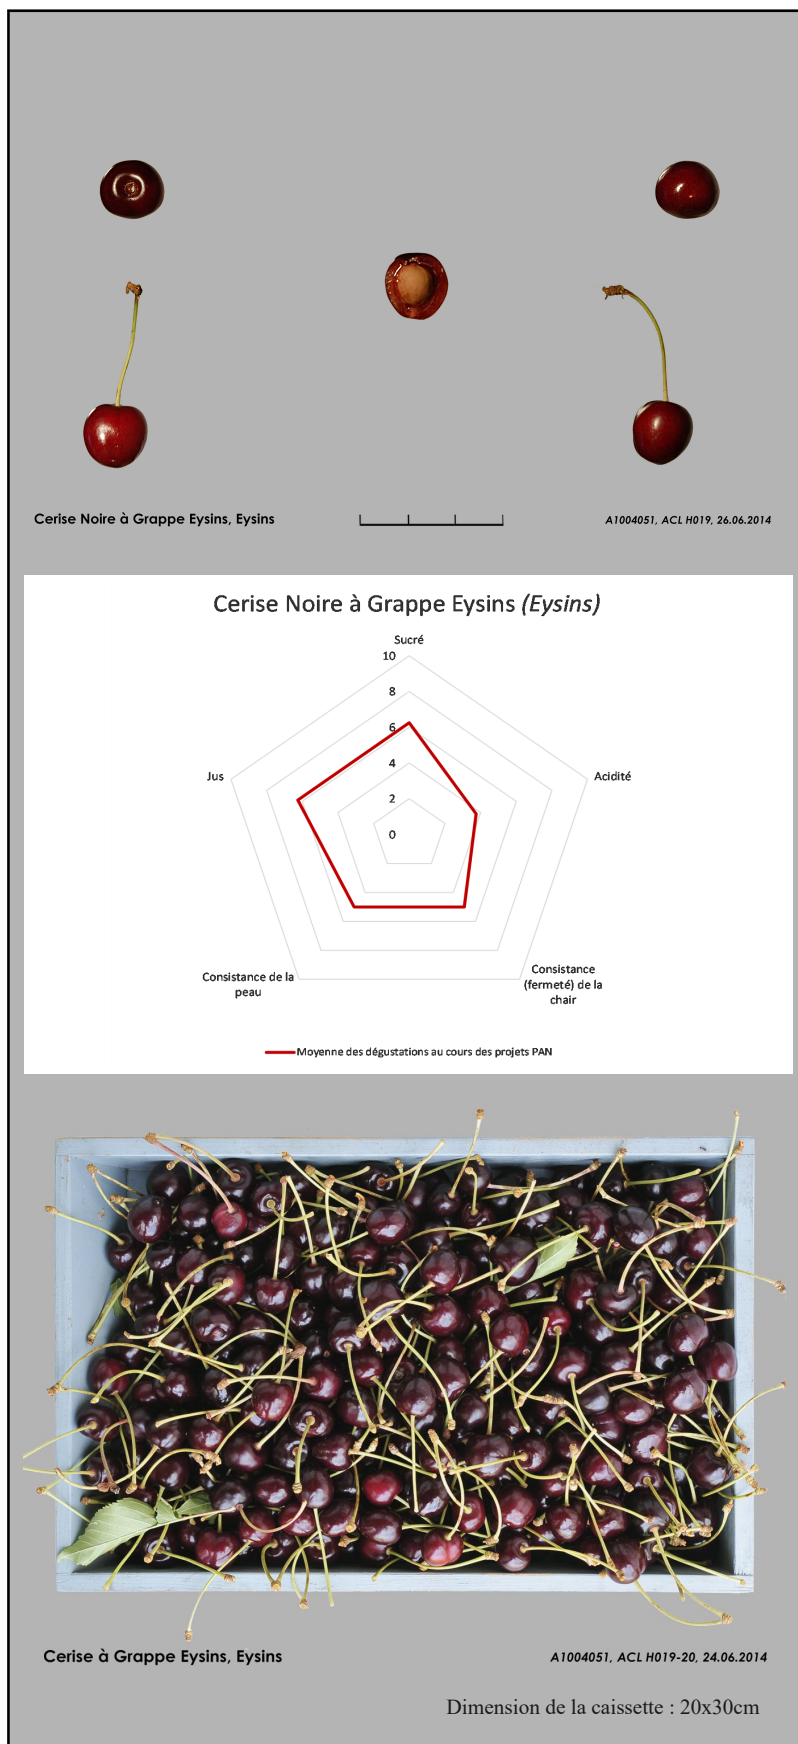 Cerise Noire à Grappe Eysins, Eysins
A1004051, ACL H019, 26.06.2014
Cerise Noire à Grappe Eysins (Eysins)
Sucré
10
8
6
4
2
0
Jus
Acidité
Consistance de la
peau
Consistance
(fermeté) de la
chair
Moyenne des dégustations au cours des projets PAN
Cerise à Grappe Eysins, Eysins
A1004051, ACL H019-20, 24.06.2014
Dimension de la caissette : 20x30cm